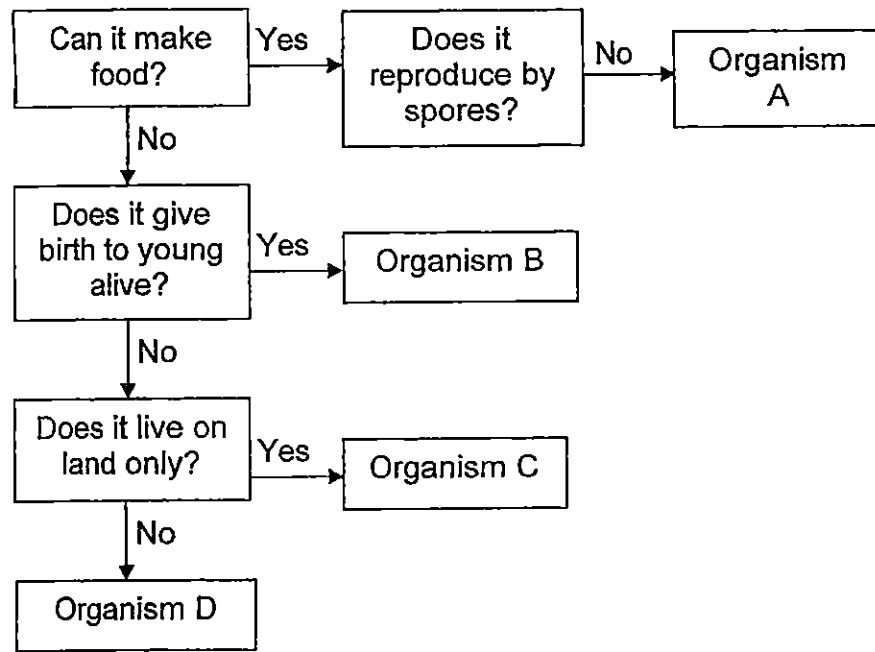 Can it make
food?
Yes
Does it
reproduce by
spores?
No
Organism
A
No
Does it give
birth to young
alive?
Yes
Organism B
No
Does it live on
land only?
Yes
Organism C
No
Organism D